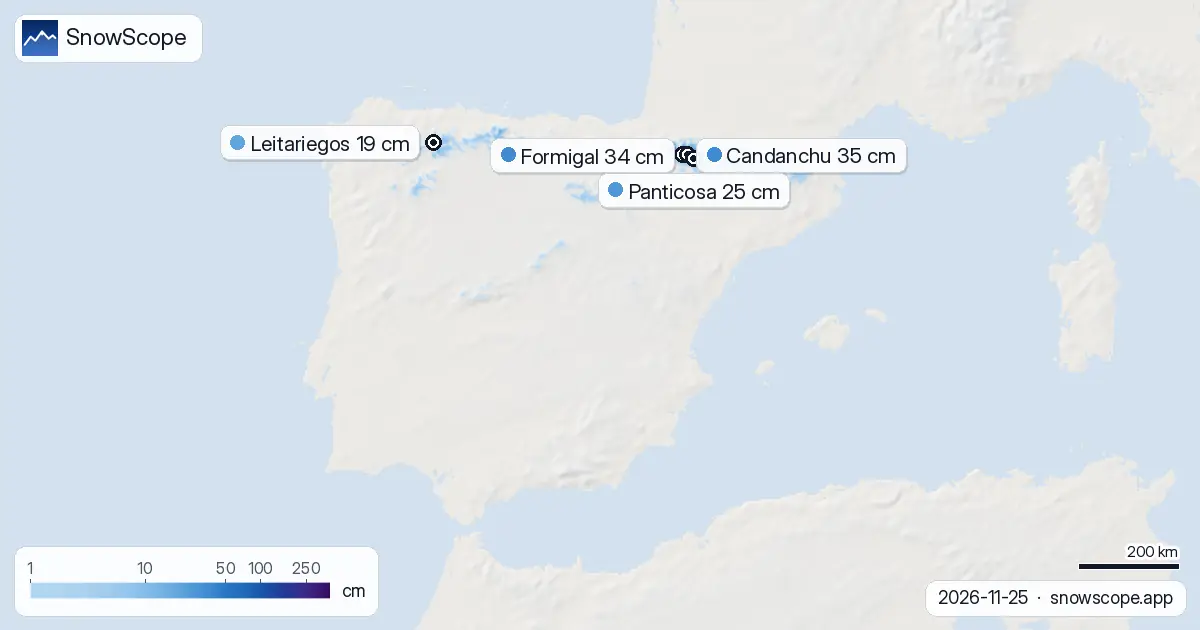 SnowScope
Leitariegos 19 cm
Formigal 34 cm
Candanchu 35 cm
Panticosa 25 cm
1 10 50 100 250
cm
200 km
2026-11-25 · snowscope.app